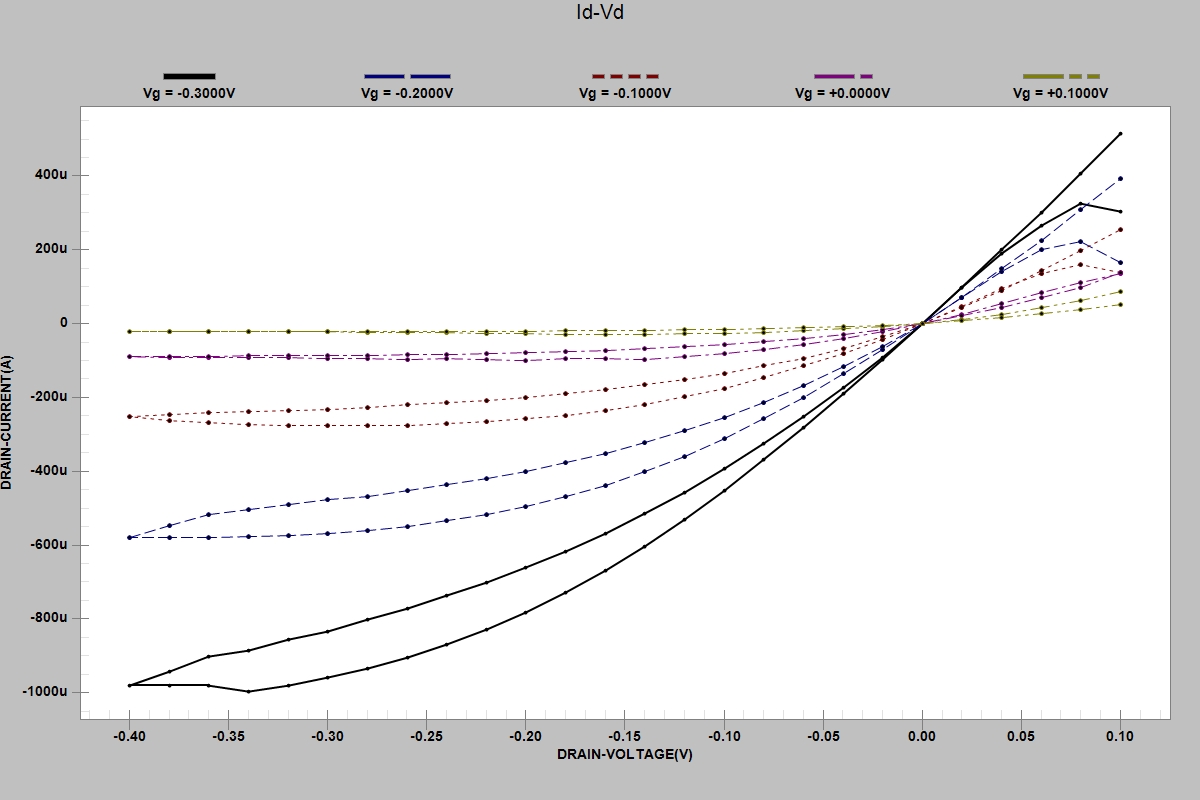 Id-Vd
Vg = -0.3000V Vg = -0.2000V Vg = -0.1000V Vg = +0.0000V Vg = +0.1000V
400u
200u
0
-200u
-400u
-600u
-800u
-1000u
DRAIN-CURRENT(A)
-0.40 -0.35 -0.30 -0.25 -0.20 -0.15 -0.10 -0.05 0.00 0.05 0.10
DRAIN-VOLTAGE(V)